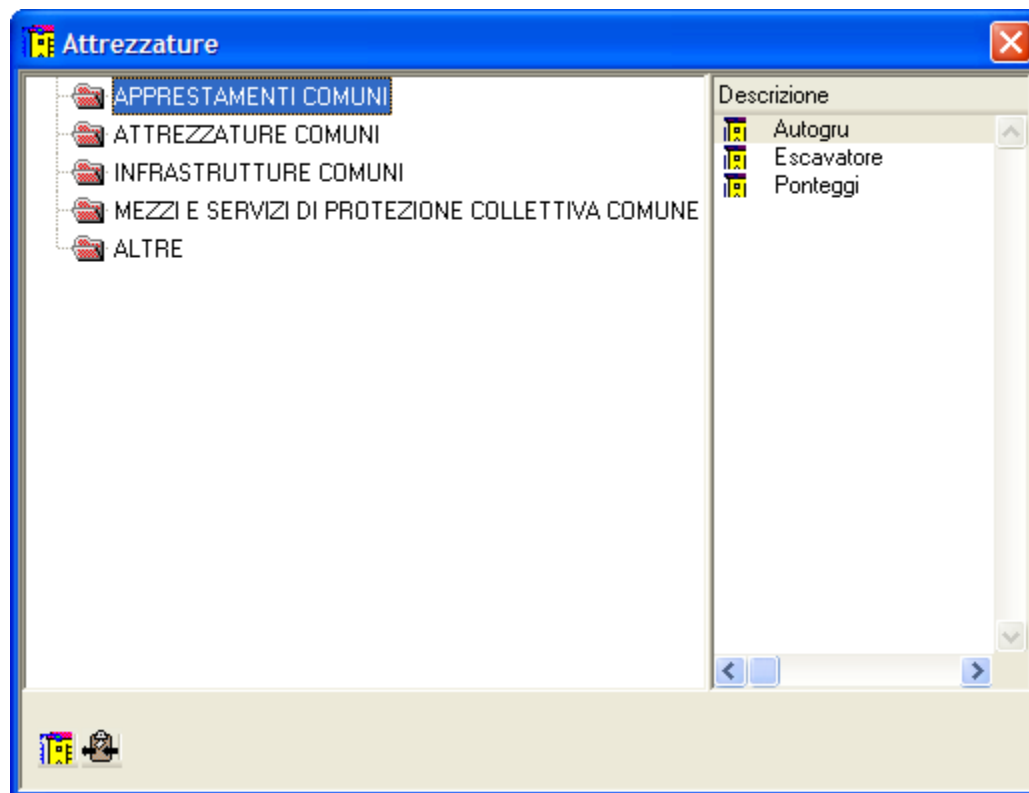 Attrezzature
APPRESTAMENTI COMUNI
ATTREZZATURE COMUNI
INFRASTRUTTURE COMUNI
MEZZI E SERVIZI DI PROTEZIONE COLLETTIVA COMUNE
ALTRE
Descrizione
Autogru
Escavatore
Ponteggi